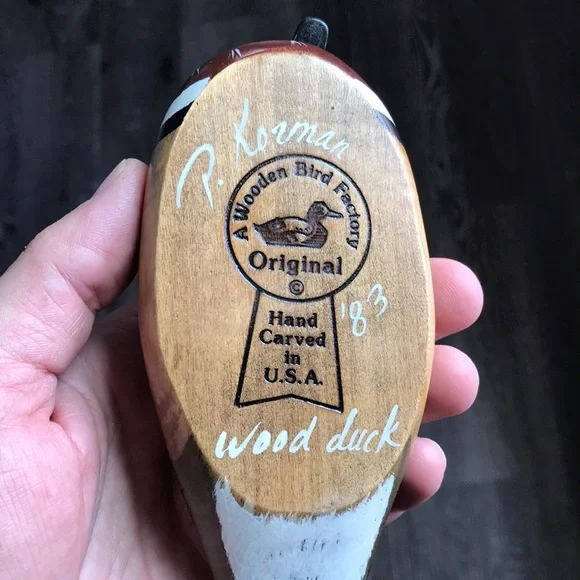 P. Korman
A Wooden Bird Factory
Original
©
'83
Hand
Carved
in
U.S.A.
wood duck